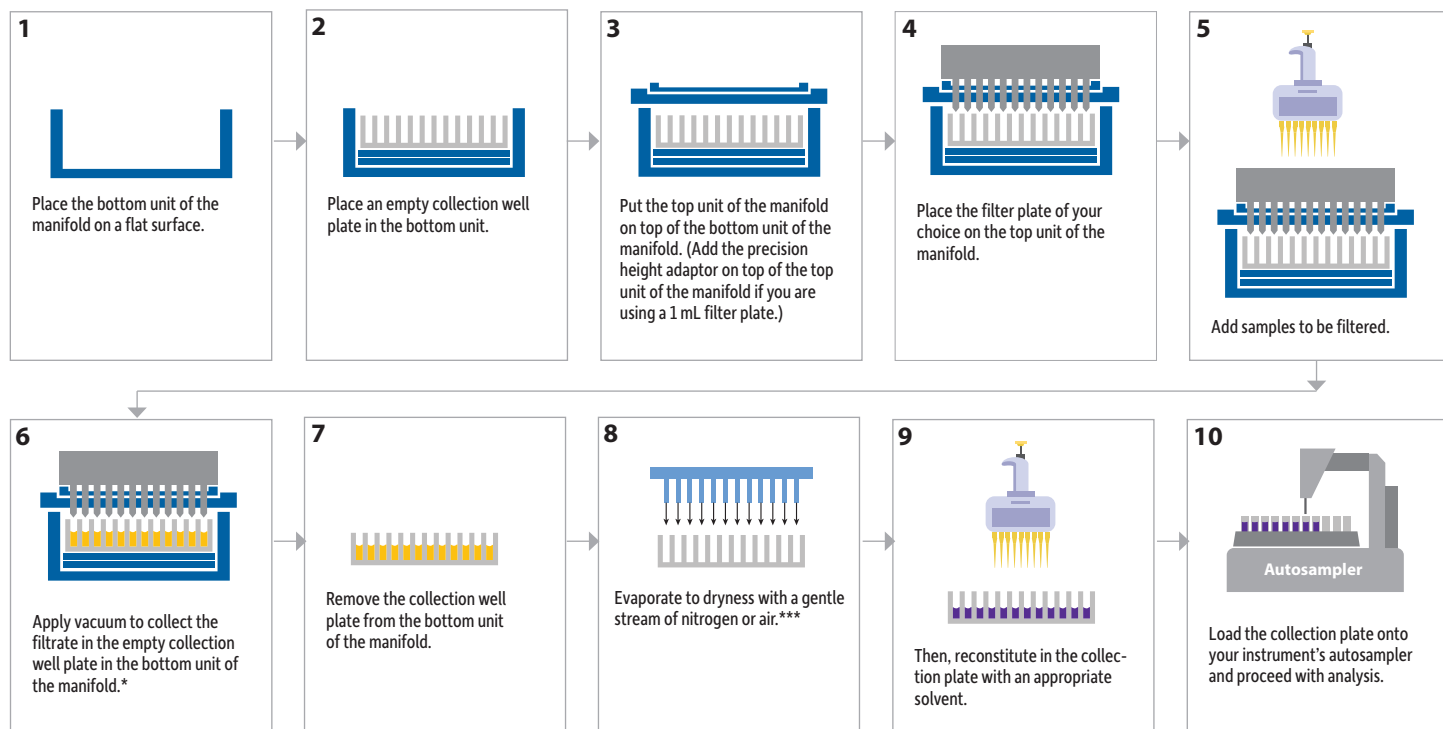 1
Place the bottom unit of the
manifold on a flat surface.
2
Place an empty collection well
plate in the bottom unit.
3
Put the top unit of the manifold
on top of the bottom unit of the
manifold. (Add the precision
height adaptor on top of the top
unit of the manifold if you are
using a 1 mL filter plate.)
4
Place the filter plate of your
choice on the top unit of the
manifold.
5
Add samples to be filtered.
6
Apply vacuum to collect the
filtrate in the empty collection
well plate in the bottom unit of
the manifold.*
7
Remove the collection well
plate from the bottom unit
of the manifold.
8
Evaporate to dryness with a gentle
stream of nitrogen or air.***
9
Then, reconstitute in the collec-
tion plate with an appropriate
solvent.
10
Autosampler
Load the collection plate onto
your instrument’s autosampler
and proceed with analysis.